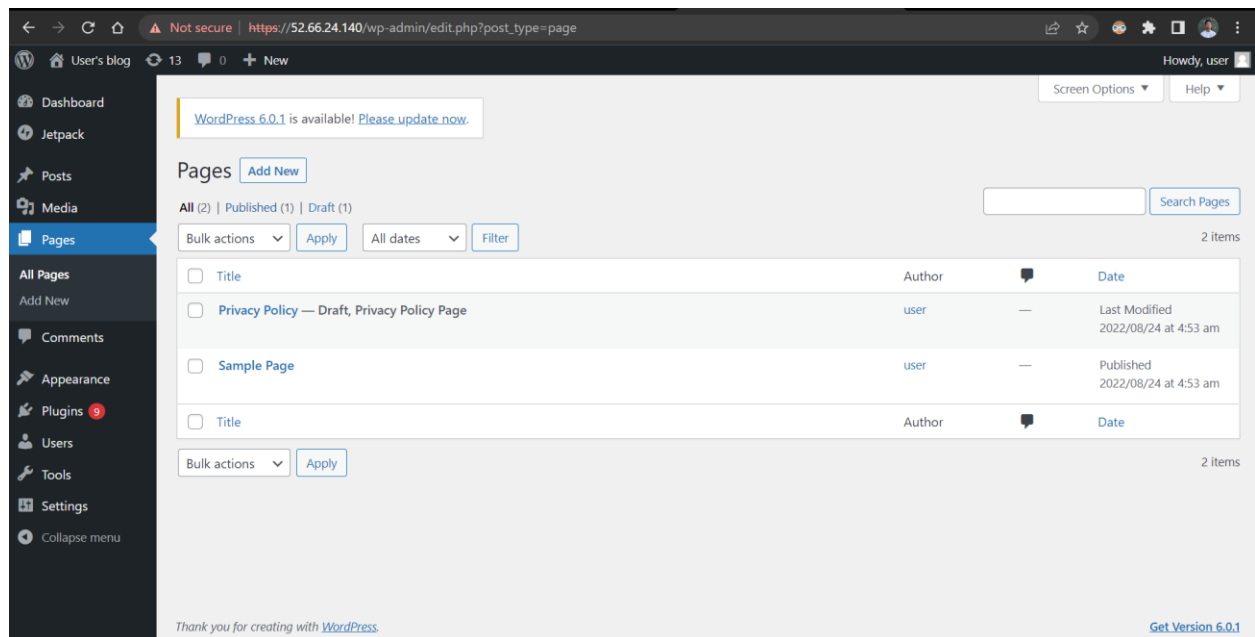 Not secure | https://52.66.24.140/wp-admin/edit.php?post_type=page
User's blog 13 0 + New Howdy, user
Screen Options ▼ Help ▼
Dashboard
Jetpack
Posts
Media
Pages
All Pages
Add New
Comments
Appearance
Plugins 9
Users
Tools
Settings
Collapse menu
WordPress 6.0.1 is available! Please update now.
Pages Add New
All (2) | Published (1) | Draft (1)
Search Pages
Bulk actions Apply All dates Filter 2 items
Title Author Date
Privacy Policy — Draft, Privacy Policy Page user — Last Modified
2022/08/24 at 4:53 am
Sample Page user — Published
2022/08/24 at 4:53 am
Title Author Date
Bulk actions Apply 2 items
Thank you for creating with WordPress. Get Version 6.0.1